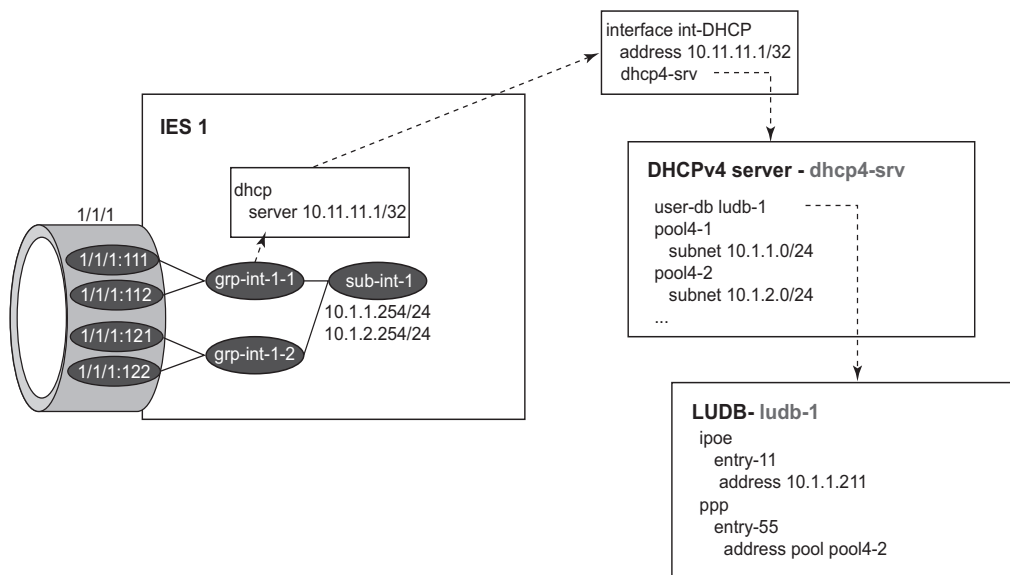 interface int-DHCP
address 10.11.11.1/32
dhcp4-srv
IES 1
dhcp
server 10.11.11.1/32
1/1/1
1/1/1:111
1/1/1:112
1/1/1:121
1/1/1:122
grp-int-1-1
grp-int-1-2
sub-int-1
10.1.1.254/24
10.1.2.254/24
DHCPv4 server - dhcp4-srv
user-db ludb-1
pool4-1
subnet 10.1.1.0/24
pool4-2
subnet 10.1.2.0/24
...
LUDB- ludb-1
ipoe
entry-11
address 10.1.1.211
ppp
entry-55
address pool pool4-2